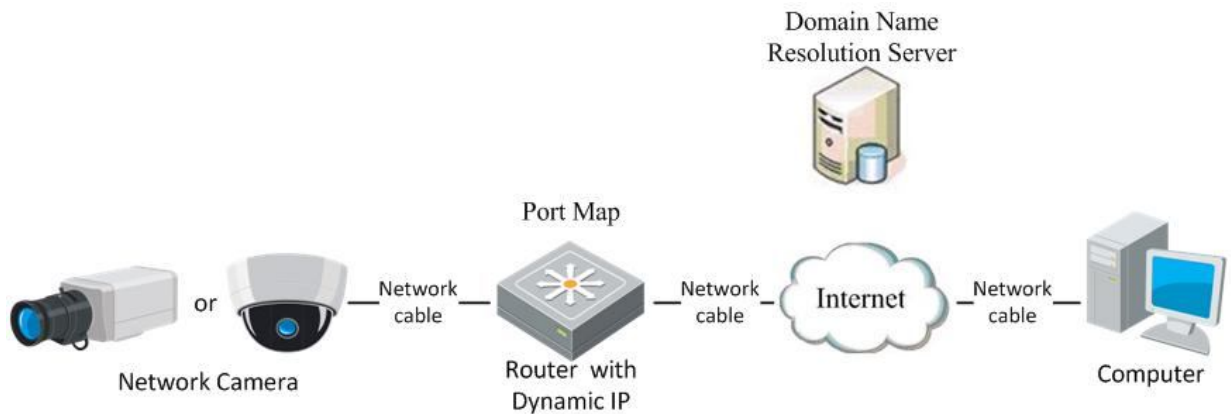 Domain Name
Resolution Server
Port Map
or
Network
cable
Network
cable
Internet
Network
cable
Network Camera
Router with
Dynamic IP
Computer